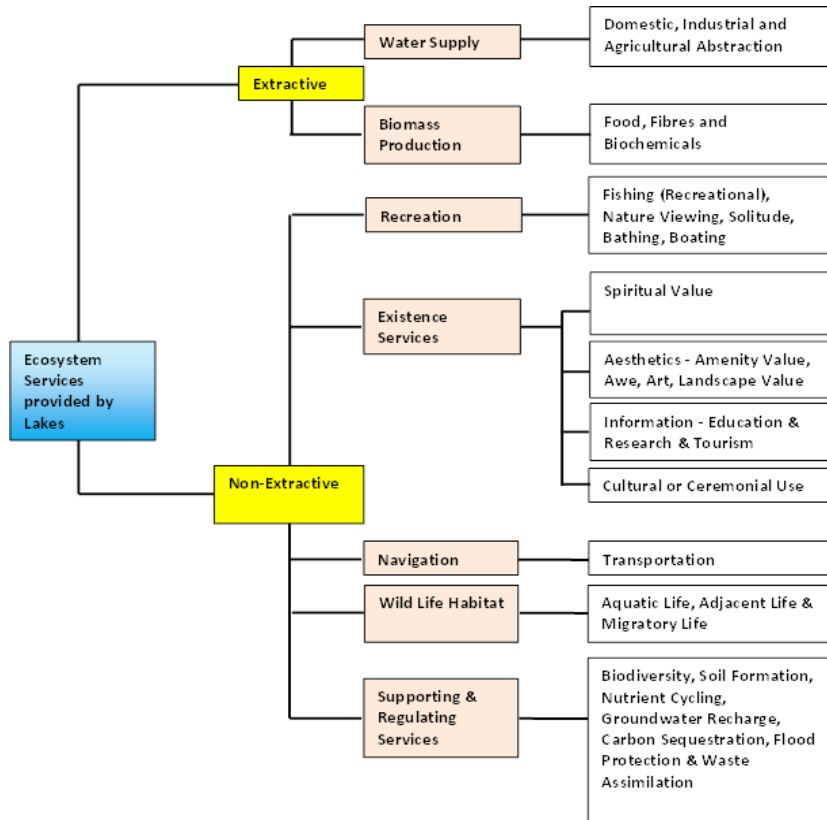 Water Supply
Domestic, Industrial and
Agricultural Abstraction
Extractive
Biomass
Production
Food, Fibres and
Biochemicals
Recreation
Fishing (Recreational),
Nature Viewing, Solitude,
Bathing, Boating
Existence
Services
Spiritual Value
Aesthetics - Amenity Value,
Awe, Art, Landscape Value
Information - Education &
Research & Tourism
Cultural or Ceremonial Use
Ecosystem
Services
provided by
Lakes
Non-Extractive
Navigation
Transportation
Wild Life Habitat
Aquatic Life, Adjacent Life &
Migratory Life
Supporting &
Regulating
Services
Biodiversity, Soil Formation,
Nutrient Cycling,
Groundwater Recharge,
Carbon Sequestration, Flood
Protection & Waste
Assimilation